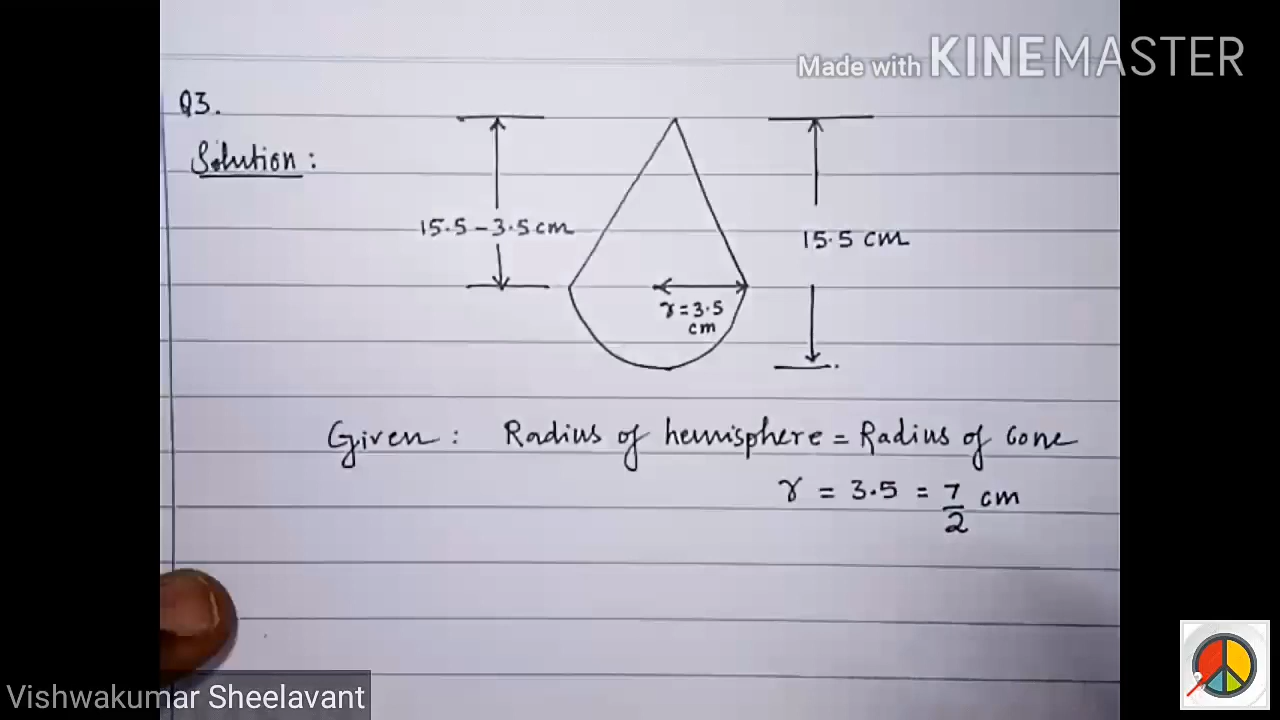 Made with KINEMASTER
Q3.
Solution :
15.5 - 3.5 cm
15.5 cm
r = 3.5
cm
Given : Radius of hemisphere = Radius of cone
r = 3.5 = 7/2 cm
Vishwakumar Sheelavant